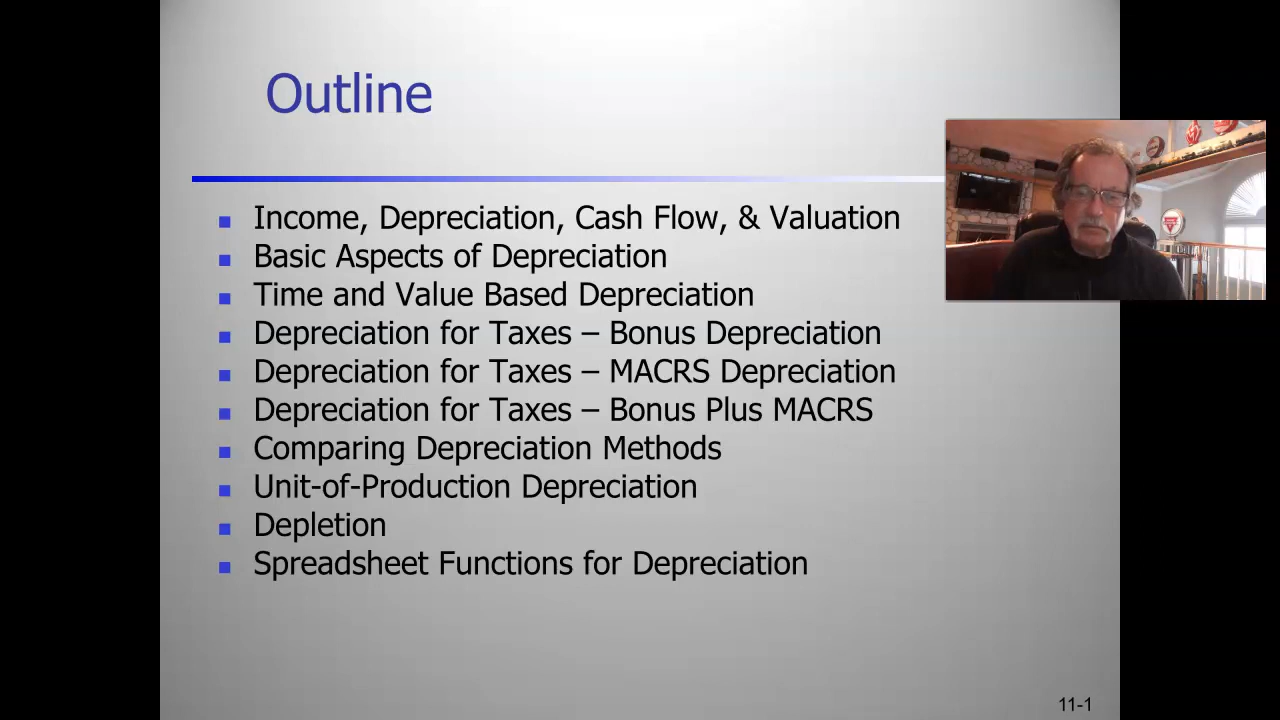 Outline
Income, Depreciation, Cash Flow, & Valuation
Basic Aspects of Depreciation
Time and Value Based Depreciation
Depreciation for Taxes – Bonus Depreciation
Depreciation for Taxes – MACRS Depreciation
Depreciation for Taxes – Bonus Plus MACRS
Comparing Depreciation Methods
Unit-of-Production Depreciation
Depletion
Spreadsheet Functions for Depreciation
11-1